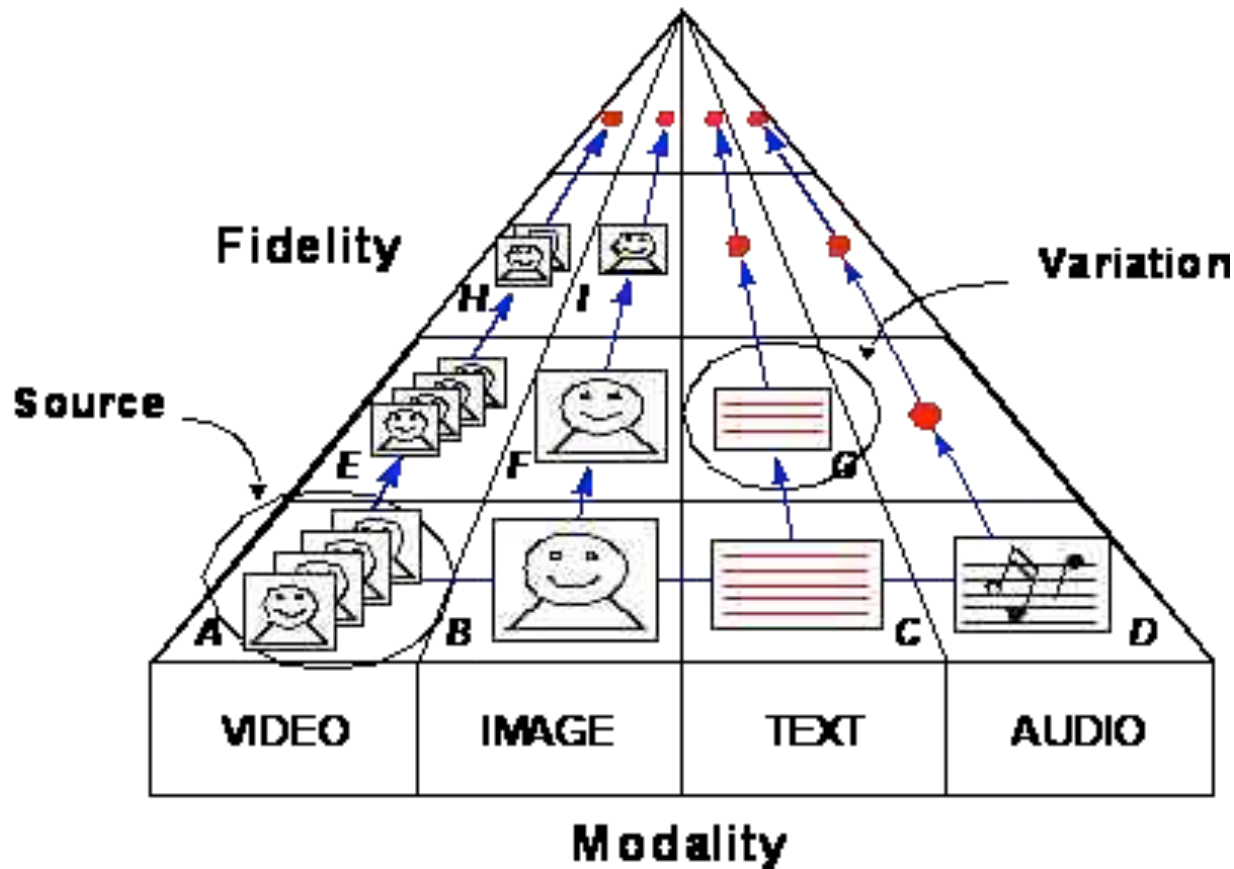 Fidelity
Variation
H
I
Source
E
F
G
A
B
C
D
VIDEO
IMAGE
TEXT
AUDIO
Modality